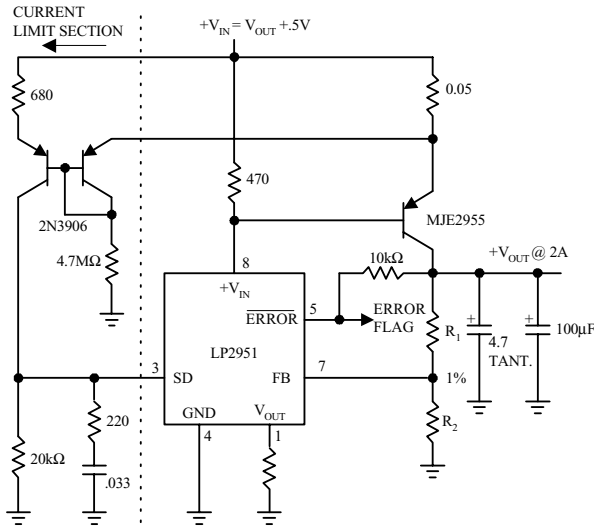 CURRENT
LIMIT SECTION
+V_IN = V_OUT +.5V
680
0.05
470
2N3906
MJE2955
4.7MΩ
10kΩ
+V_OUT @ 2A
8
+V_IN
5
ERROR
ERROR
FLAG
R_1
4.7
TANT.
100µF
LP2951
3
SD
FB
7
1%
220
GND
V_OUT
4
1
R_2
20kΩ
.033
+
+